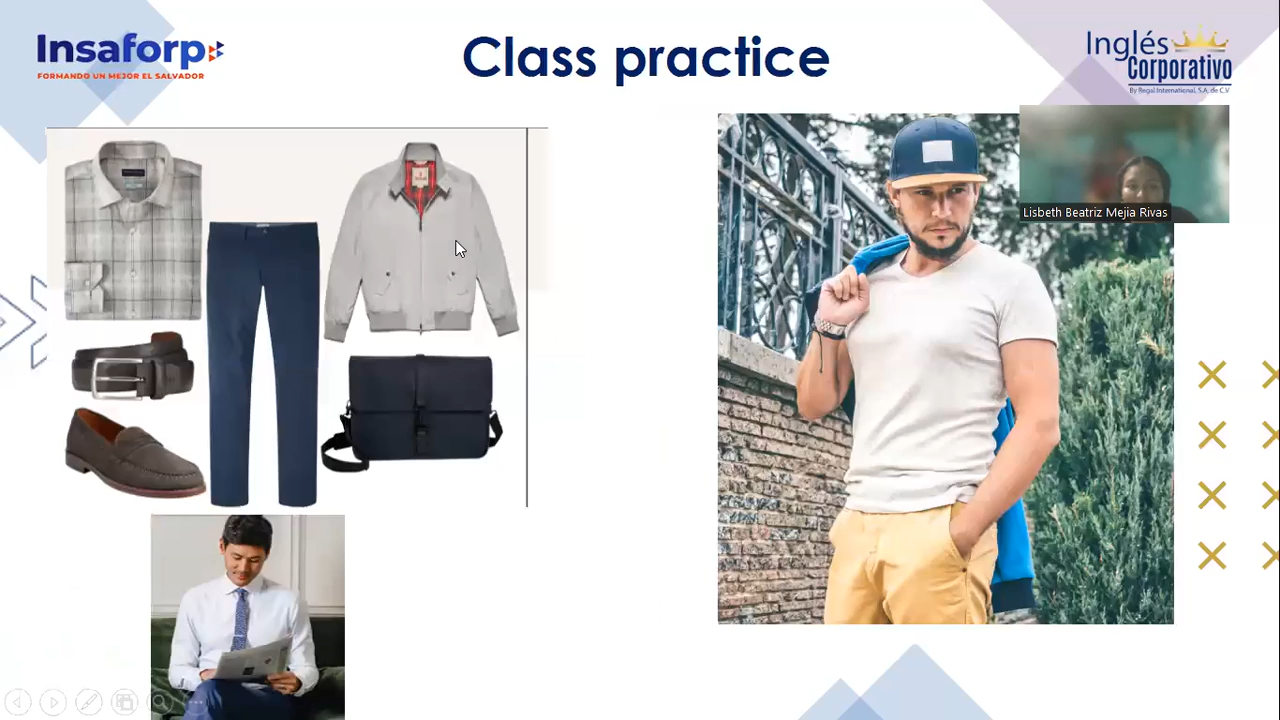 Insaforp
FORMANDO UN MEJOR EL SALVADOR
Class practice
Inglés
Corporativo
By Regal International, S.A. de C.V
Lisbeth Beatriz Mejia Rivas